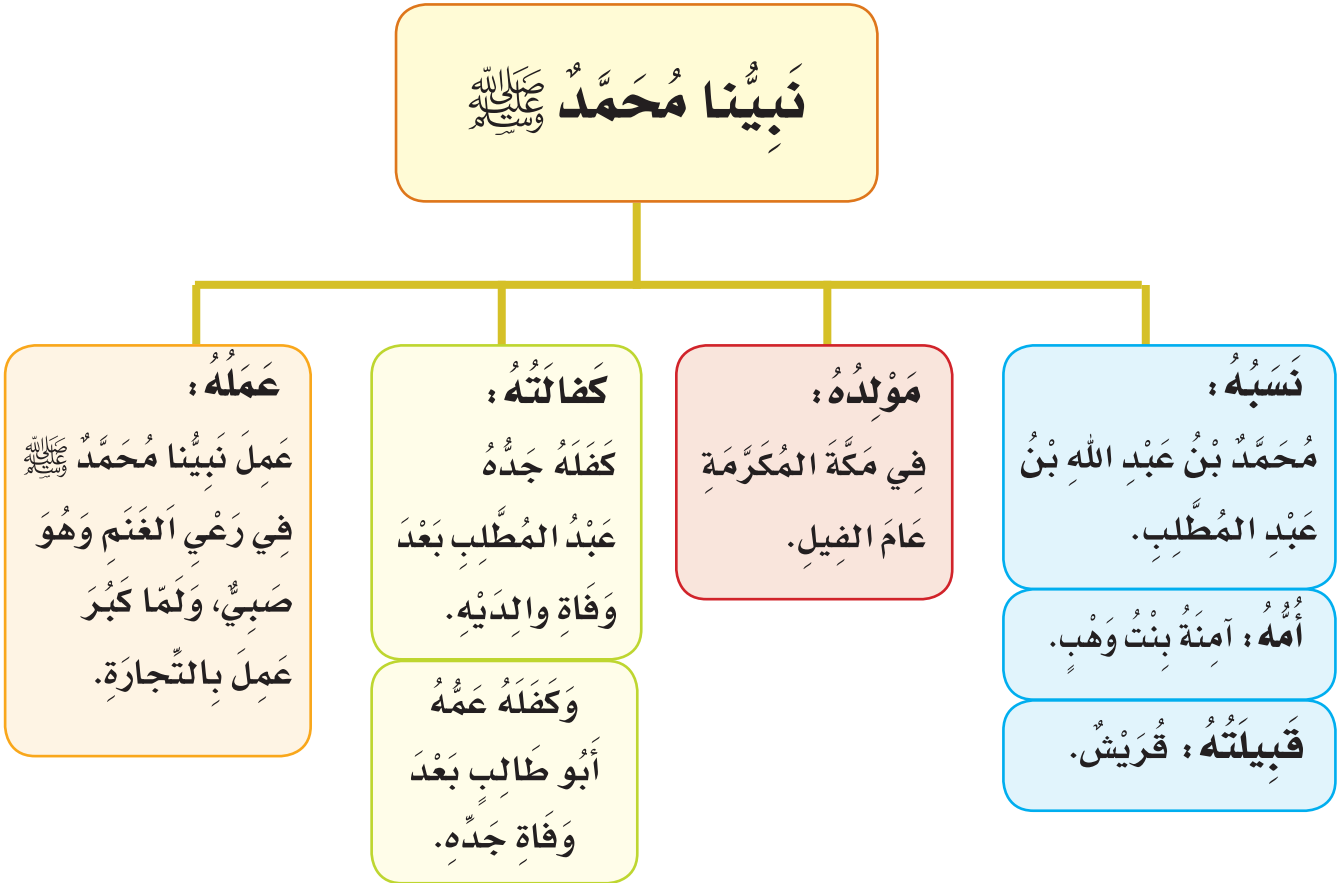 نَبِيُّنا مُحَمَّدٌ ﷺ
نَسَبُهُ:
مُحَمَّدٌ بْنُ عَبْدِ اللهِ بْنُ
عَبْدِ المُطَّلِبِ.
أُمُّهُ: آمِنَةُ بِنْتُ وَهْبٍ.
قَبِيلَتُهُ: قُرَيْشٌ.
مَوْلِدُهُ:
فِي مَكَّةَ المُكَرَّمَةِ
عَامَ الفِيلِ.
كَفالَتُهُ:
كَفَلَهُ جَدُّهُ
عَبْدُ المُطَّلِبِ بَعْدَ
وَفَاةِ والِدَيْهِ.
وَكَفَلَهُ عَمُّهُ
أَبُو طَالِبٍ بَعْدَ
وَفَاةِ جَدِّهِ.
عَمَلُهُ:
عَمِلَ نَبِيُّنا مُحَمَّدٌ ﷺ
فِي رَعْيِ اَلغَنَمِ وَهُوَ
صَبِيٌّ، وَلَمّا كَبُرَ
عَمِلَ بِالتِّجارَةِ.